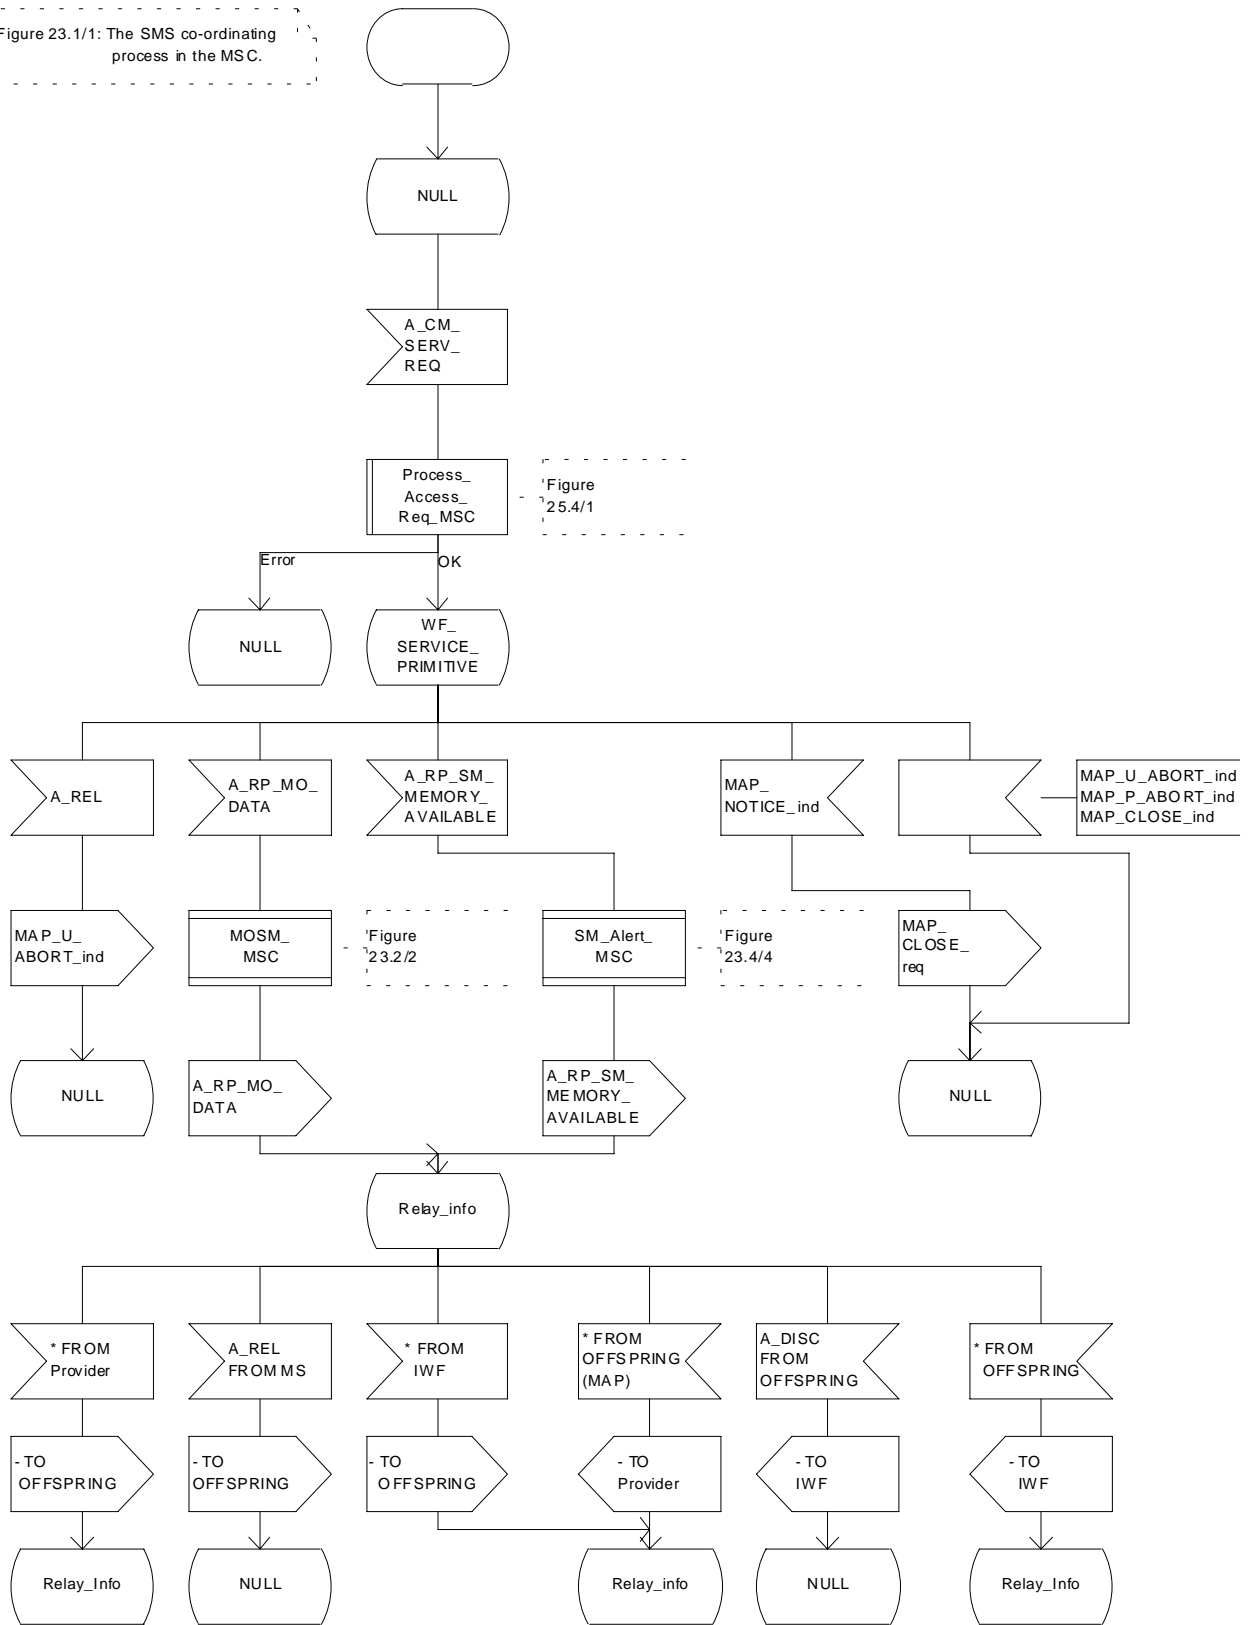 Figure 23.1/1: The SMS co-ordinating
process in the MSC.
NULL
A_CM_
SERV_
REQ
Process_
Access_
Req_MSC
Figure
25.4/1
Error
OK
NULL
WF_
SERVICE_
PRIMITIVE
A_REL
A_RP_MO_
DATA
A_RP_SM_
MEMORY_
AVAILABLE
MAP_
NOTICE_ind
MAP_U_ABORT_ind
MAP_P_ABORT_ind
MAP_CLOSE_ind
MAP_U_
ABORT_ind
MOSM_
MSC
Figure
23.2/2
SM_Alert_
MSC
Figure
23.4/4
MAP_
CLOSE_
req
NULL
A_RP_MO_
DATA
A_RP_SM_
MEMORY_
AVAILABLE
NULL
Relay_info
* FROM
Provider
A_REL
FROM MS
* FROM
IWF
* FROM
OFFSPRING
(MAP)
A_DISC
FROM
OFFSPRING
* FROM
OFFSPRING
- TO
OFFSPRING
- TO
OFFSPRING
- TO
OFFSPRING
- TO
Provider
- TO
IWF
- TO
IWF
Relay_Info
NULL
Relay_info
NULL
Relay_Info